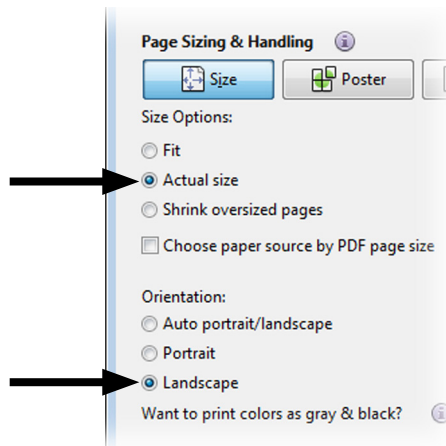 Page Sizing & Handling
Size Poster
Size Options:
Fit
Actual size
Shrink oversized pages
Choose paper source by PDF page size
Orientation:
Auto portrait/landscape
Portrait
Landscape
Want to print colors as gray & black?